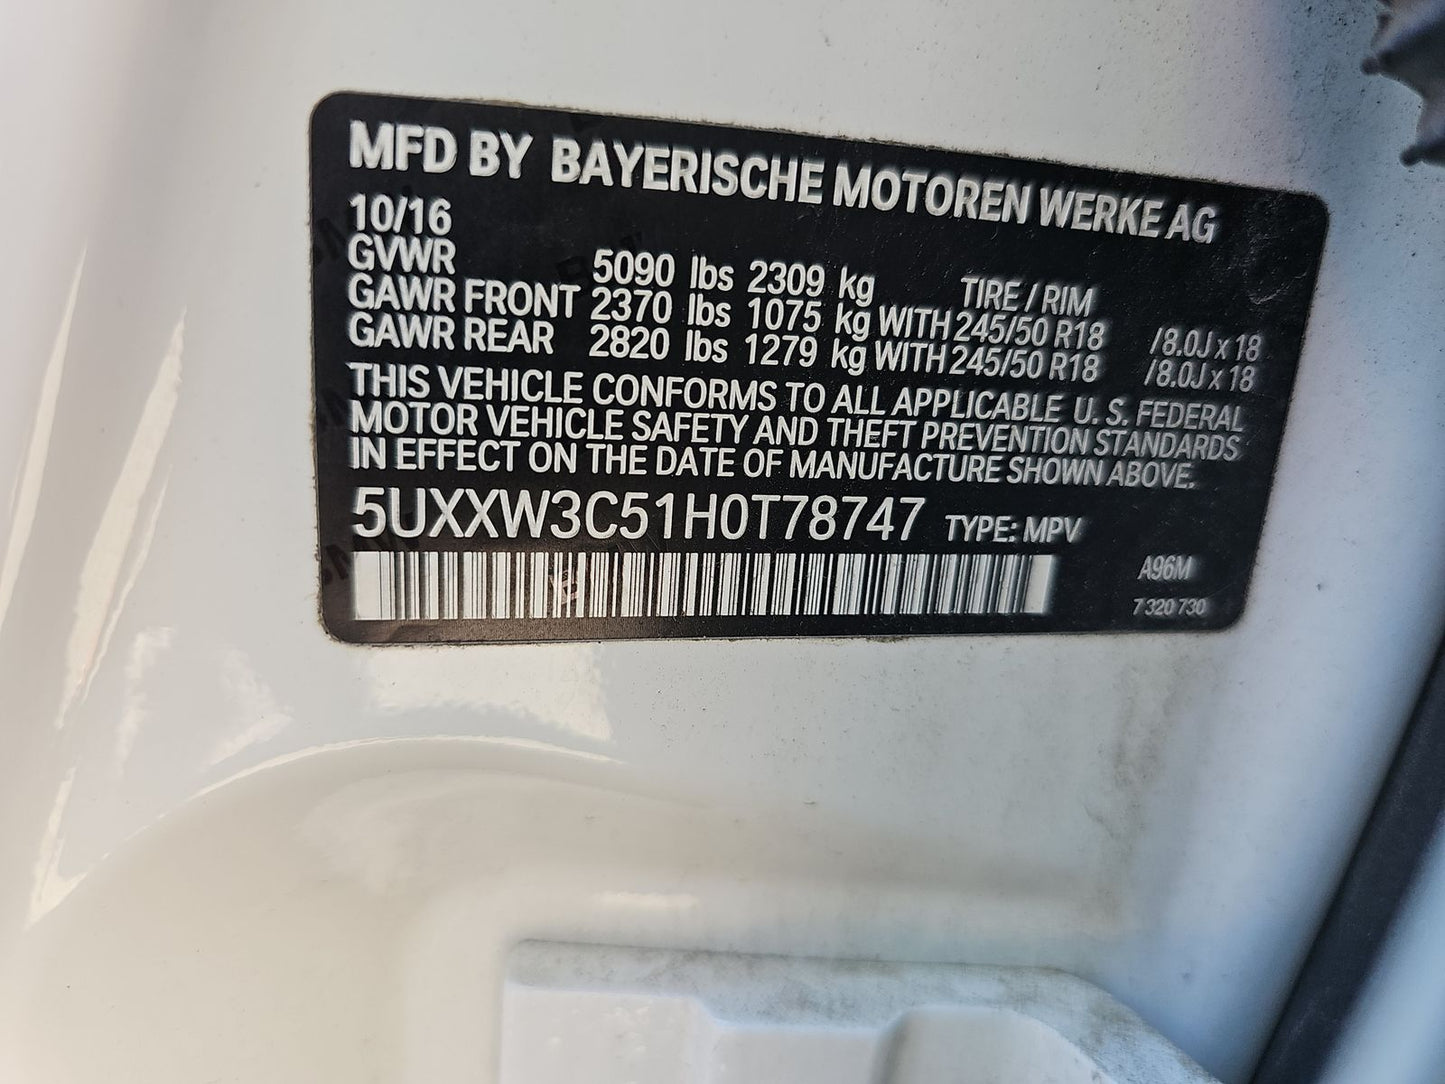 MFD BY BAYERISCHE MOTOREN WERKE AG
10/16
GVWR 5090 lbs 2309 kg TIRE / RIM
GAWR FRONT 2370 lbs 1075 kg WITH 245/50 R18 /8.0J x 18
GAWR REAR 2820 lbs 1279 kg WITH 245/50 R18 /8.0J x 18
THIS VEHICLE CONFORMS TO ALL APPLICABLE U. S. FEDERAL
MOTOR VEHICLE SAFETY AND THEFT PREVENTION STANDARDS
IN EFFECT ON THE DATE OF MANUFACTURE SHOWN ABOVE.
5UXXW3C51H0T78747 TYPE: MPV
A96M
7 320 730